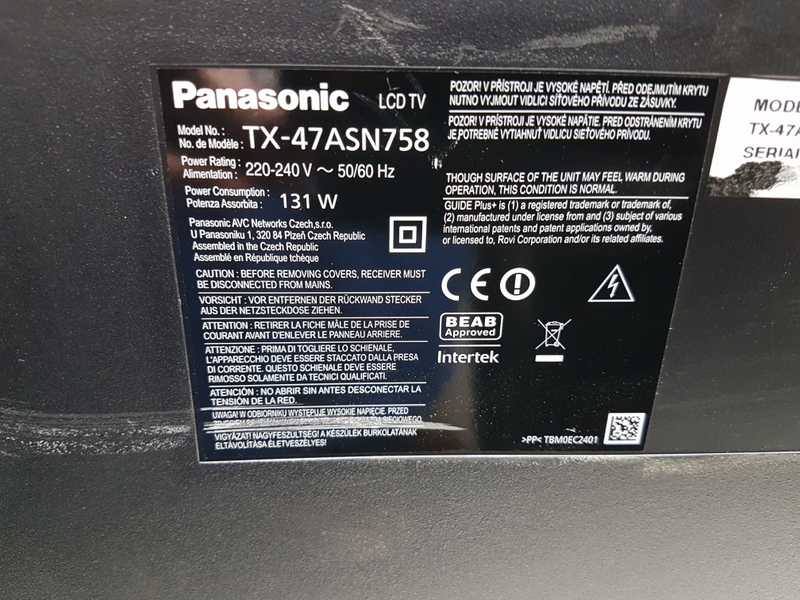 Panasonic LCD TV
Model No. :
No. de Modèle : TX-47ASN758
Power Rating :
Alimentation : 220-240 V ~ 50/60 Hz
Power Consumption :
Potenza Assorbita : 131 W
Panasonic AVC Networks Czech,s.r.o.
U Panasoniku 1, 320 84 Plzeň Czech Republic
Assembled in the Czech Republic
Assemblé en République tchèque
CAUTION : BEFORE REMOVING COVERS, RECEIVER MUST
BE DISCONNECTED FROM MAINS.
VORSICHT : VOR ENTFERNEN DER RÜCKWAND STECKER
AUS DER NETZSTECKDOSE ZIEHEN.
ATTENTION : RETIRER LA FICHE MÂLE DE LA PRISE DE
COURANT AVANT D'ENLEVER LE PANNEAU ARRIERE.
ATTENZIONE : PRIMA DI TOGLIERE LO SCHIENALE,
L'APPARECCHIO DEVE ESSERE STACCATO DALLA PRESA
DI CORRENTE. QUESTO SCHIENALE DEVE ESSERE
RIMOSSO SOLAMENTE DA TECNICI QUALIFICATI.
ATENCIÓN : NO ABRIR SIN ANTES DESCONECTAR LA
TENSIÓN DE LA RED.
UWAGA! W ODBIORNIKU WYSTĘPUJE WYSOKIE NAPIĘCIE. PRZED
SIECIOWEGO.
VIGYÁZAT! NAGYFESZÜLTSÉG! A KÉSZÜLÉK BURKOLATÁNAK
ELTÁVOLÍTÁSA ÉLETVESZÉLYES!
POZOR! V PŘÍSTROJI JE VYSOKÉ NAPĚTÍ. PŘED ODEJMUTÍM KRYTU
NUTNO VYJMOUT VIDLICI SÍŤOVÉHO PŘÍVODU ZE ZÁSUVKY.
POZOR! V PRÍSTROJI JE VYSOKÉ NAPÄTIE. PRED ODSTRÁNENÍM KRYTU
JE POTREBNÉ VYTIAHNUŤ VIDLICU SIEŤOVÉHO PRÍVODU.
THOUGH SURFACE OF THE UNIT MAY FEEL WARM DURING
OPERATION, THIS CONDITION IS NORMAL.
GUIDE Plus+ is (1) a registered trademark or trademark of,
(2) manufactured under license from and (3) subject of various
international patents and patent applications owned by,
or licensed to, Rovi Corporation and/or its related affiliates.
CE
BEAB
Approved
Intertek
>PP< TBM0EC2401
MODE
TX-47A
SERIAL